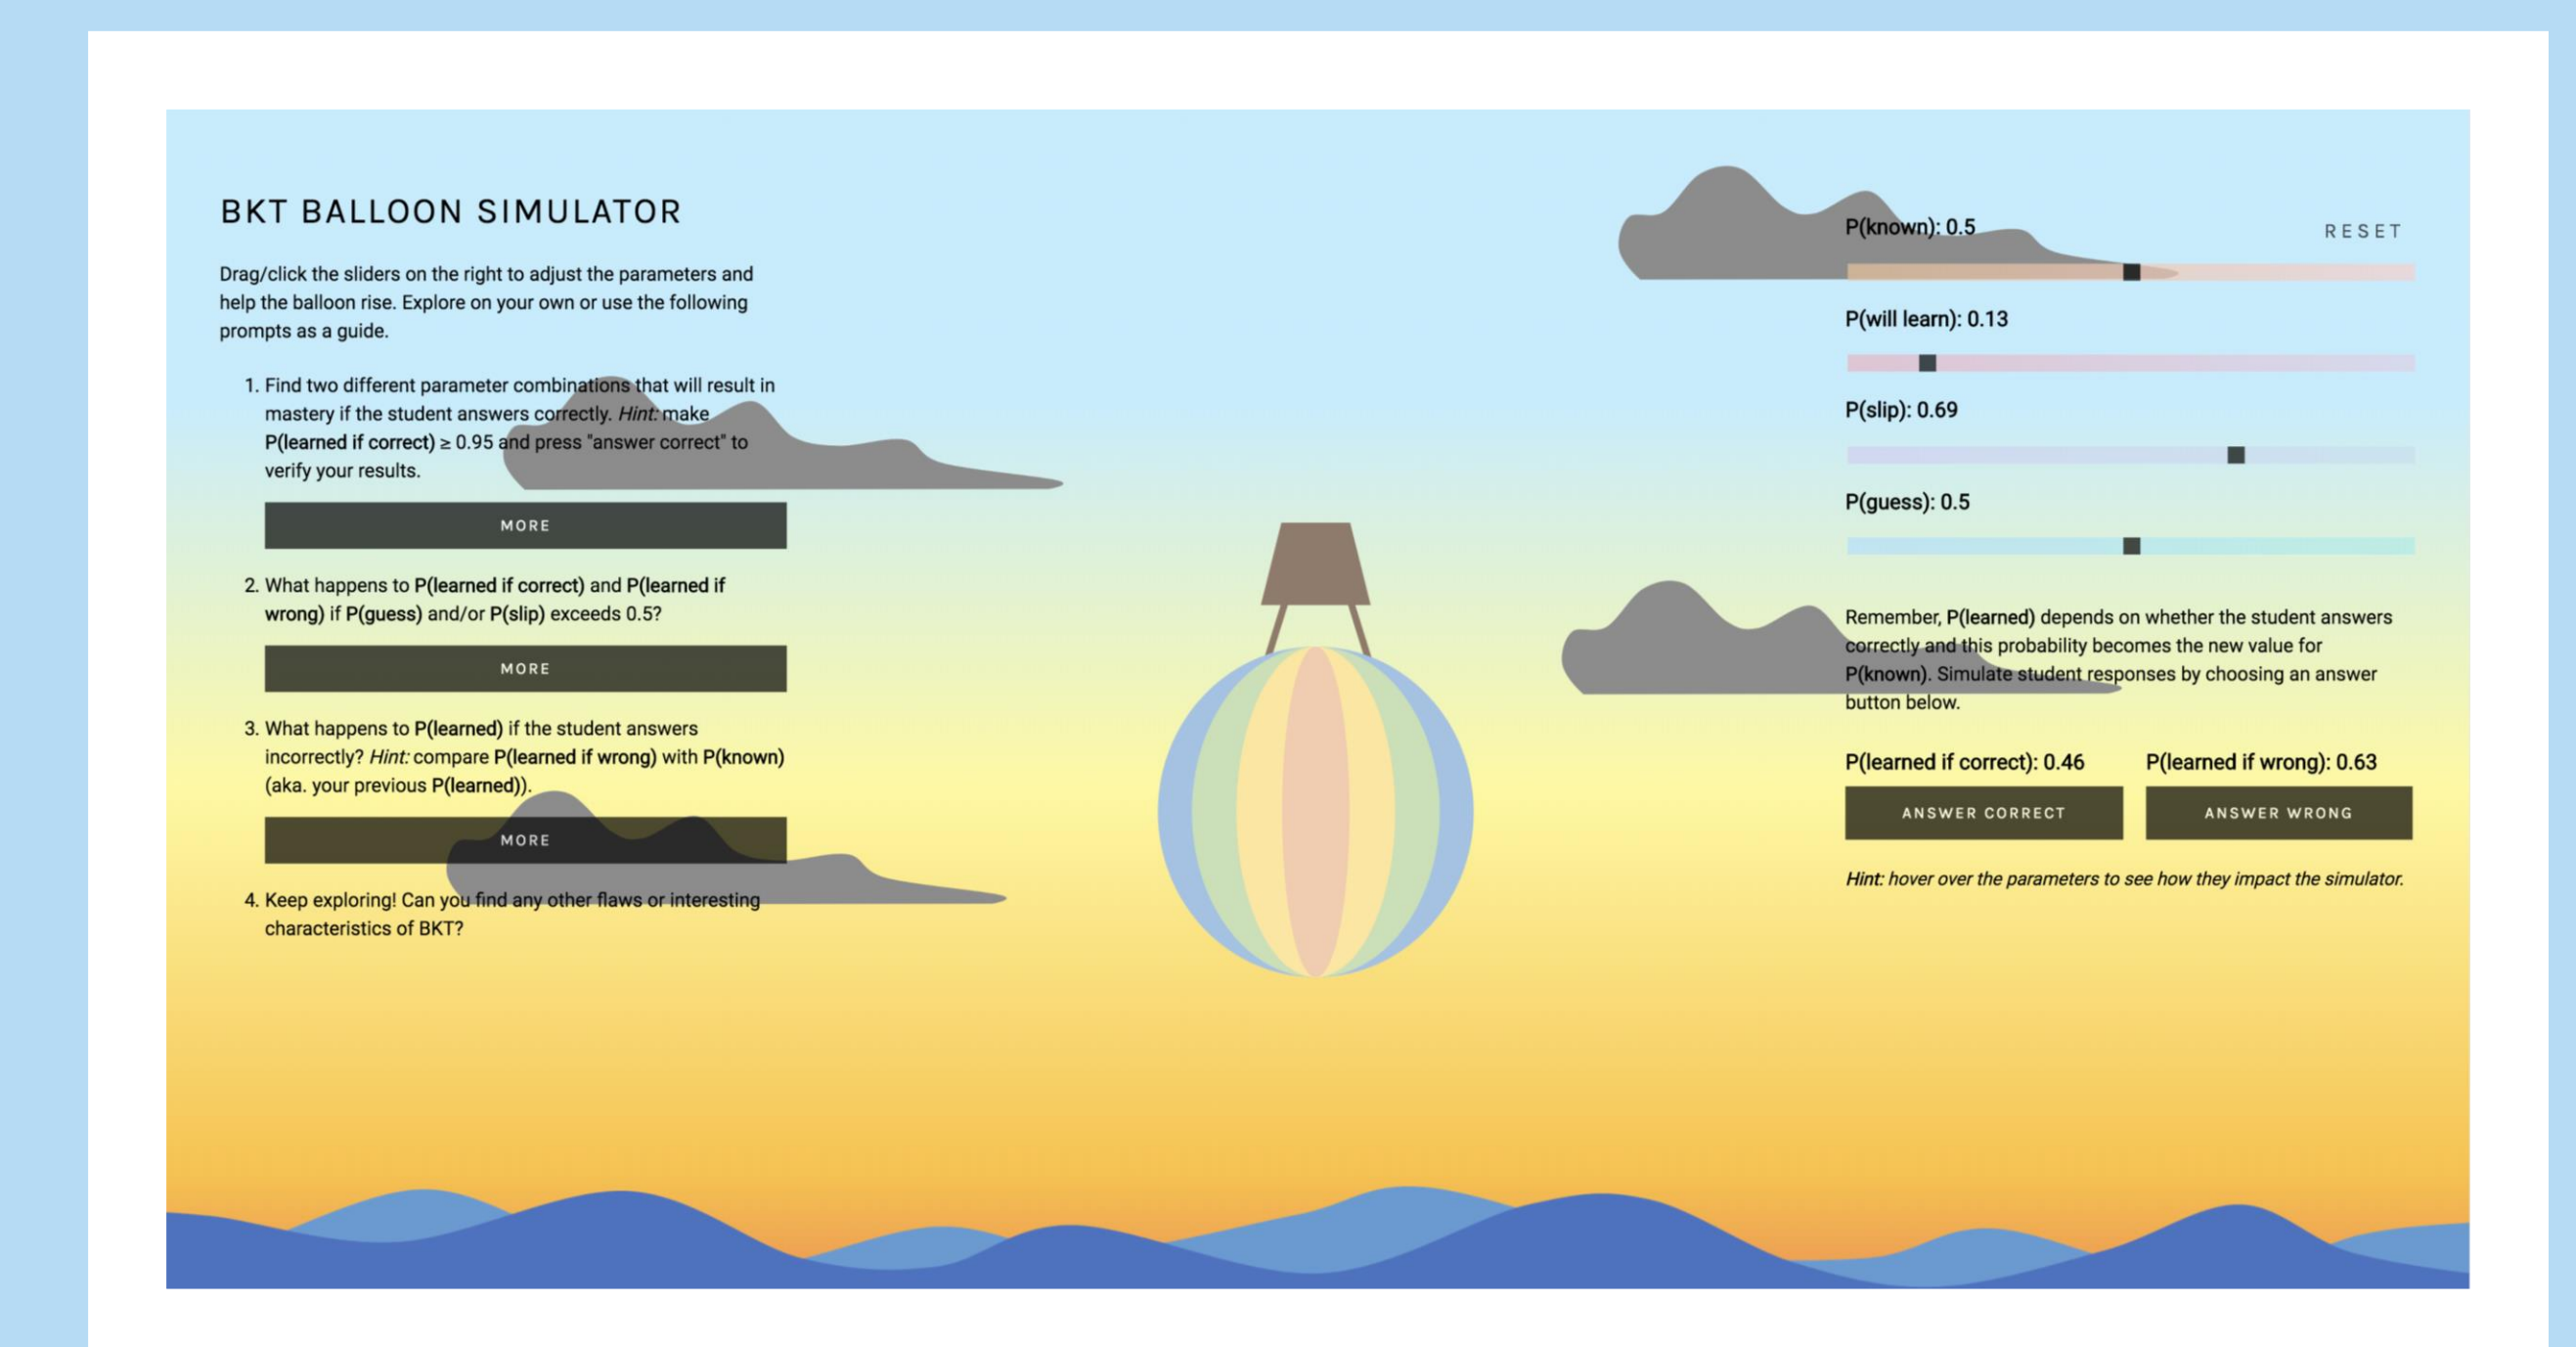 BKT BALLOON SIMULATOR
Drag/click the sliders on the right to adjust the parameters and
help the balloon rise. Explore on your own or use the following
prompts as a guide.
1. Find two different parameter combinations that will result in
mastery if the student answers correctly. Hint: make
P(learned if correct) ≥ 0.95 and press "answer correct" to
verify your results.
MORE
2. What happens to P(learned if correct) and P(learned if
wrong) if P(guess) and/or P(slip) exceeds 0.5?
MORE
3. What happens to P(learned) if the student answers
incorrectly? Hint: compare P(learned if wrong) with P(known)
(aka. your previous P(learned)).
MORE
4. Keep exploring! Can you find any other flaws or interesting
characteristics of BKT?
P(known): 0.5
RESET
P(will learn): 0.13
P(slip): 0.69
P(guess): 0.5
Remember, P(learned) depends on whether the student answers
correctly and this probability becomes the new value for
P(known). Simulate student responses by choosing an answer
button below.
P(learned if correct): 0.46
P(learned if wrong): 0.63
ANSWER CORRECT
ANSWER WRONG
Hint: hover over the parameters to see how they impact the simulator.